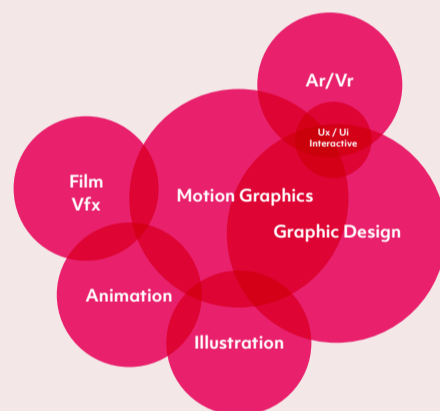 Ar/Vr
Ux / Ui
Interactive
Film
Vfx
Motion Graphics
Graphic Design
Animation
Illustration